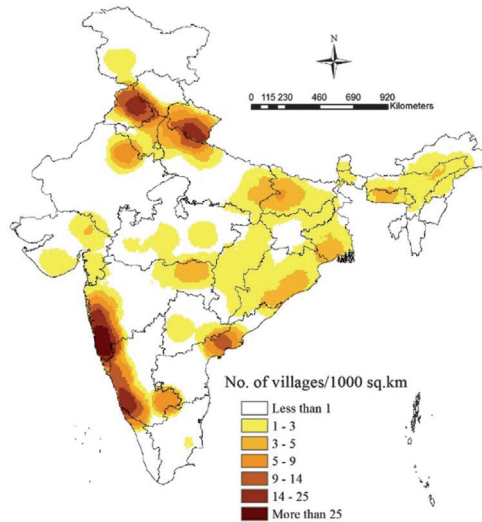 N
0 115 230 460 690 920
Kilometers
No. of villages/1000 sq.km
Less than 1
1 - 3
3 - 5
5 - 9
9 - 14
14 - 25
More than 25